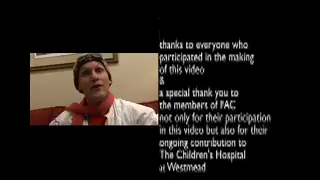 thanks to everyone who
participated in the making
of this video
&
a special thank you to
the members of FAC
not only for their participation
in this video but also for their
ongoing contribution to
The Children's Hospital
at Westmead